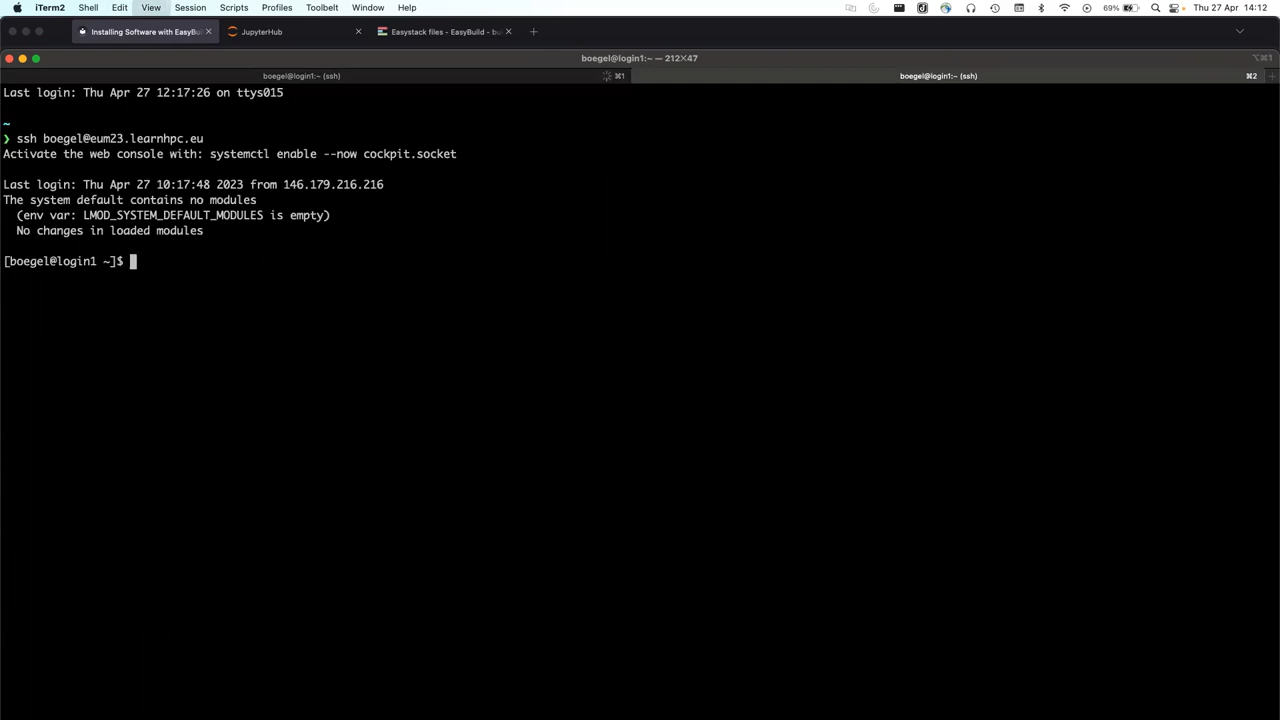 iTerm2 Shell Edit View Session Scripts Profiles Toolbelt Window Help 69% Thu 27 Apr 14:12
Installing Software with EasyBui JupyterHub Easystack files - EasyBuild - bu
boegel@login1:~ — 212×47 ⌥⌘1
boegel@login1:~ (ssh) ⌘1 boegel@login1:~ (ssh) ⌘2
Last login: Thu Apr 27 12:17:26 on ttys015
~
❯ ssh boegel@eum23.learnhpc.eu
Activate the web console with: systemctl enable --now cockpit.socket
Last login: Thu Apr 27 10:17:48 2023 from 146.179.216.216
The system default contains no modules
(env var: LMOD_SYSTEM_DEFAULT_MODULES is empty)
No changes in loaded modules
[boegel@login1 ~]$